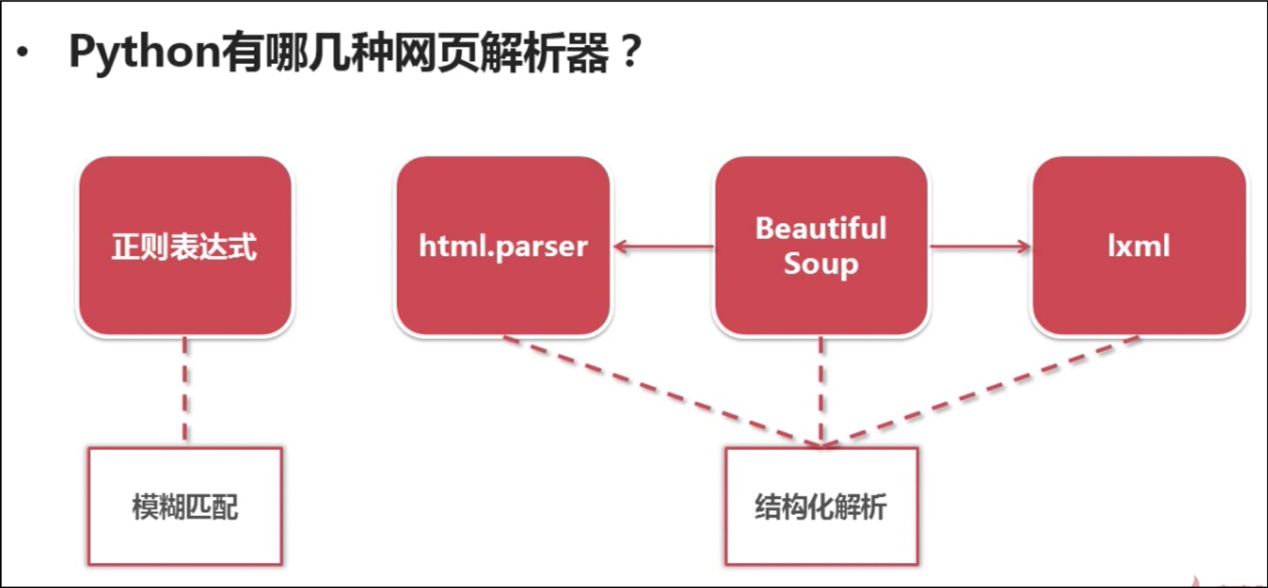 • Python有哪几种网页解析器？
正则表达式
html.parser
Beautiful
Soup
lxml
模糊匹配
结构化解析